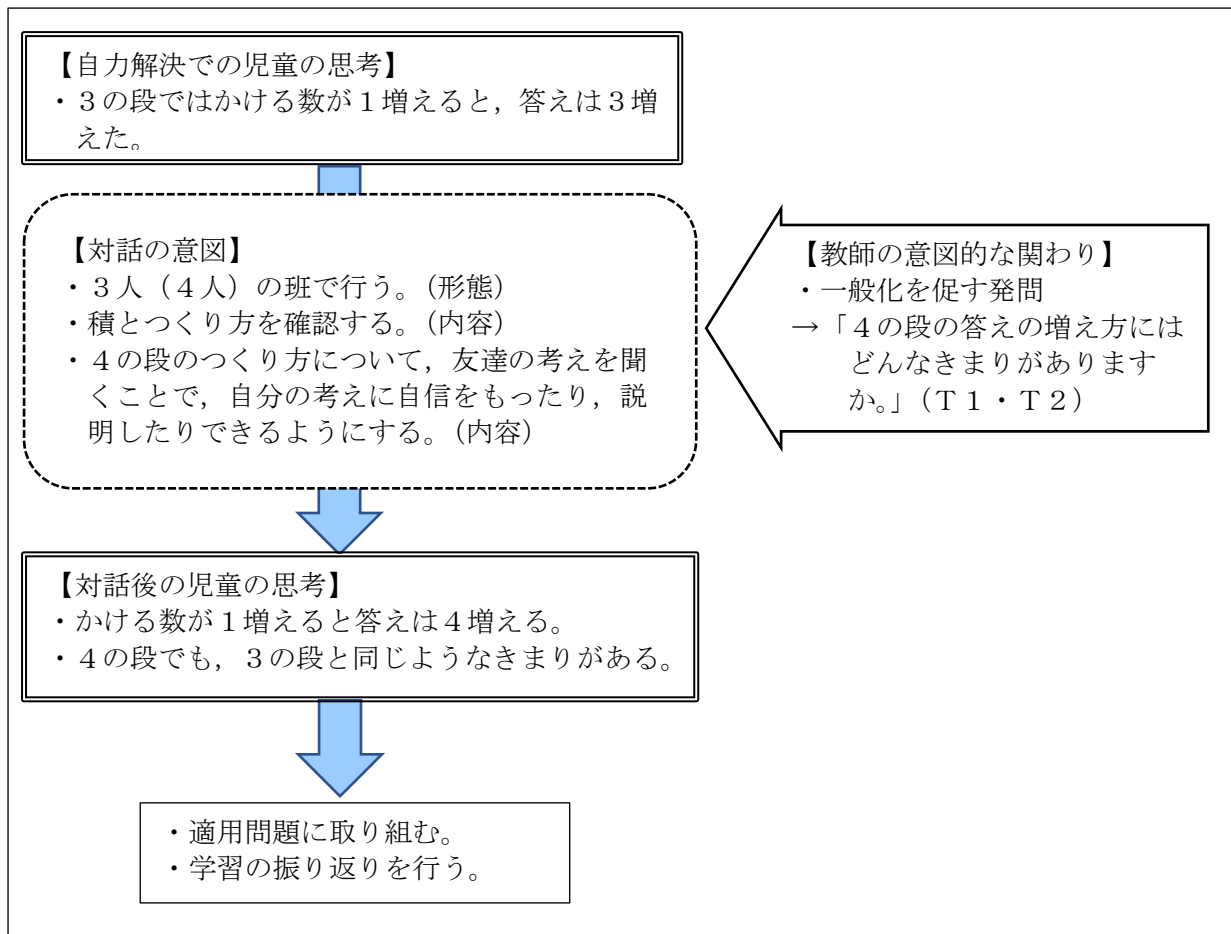 【自力解決での児童の思考】
・３の段ではかける数が１増えると，答えは３増
えた。
【対話の意図】
・３人（４人）の班で行う。（形態）
・積とつくり方を確認する。（内容）
・４の段のつくり方について，友達の考えを聞
くことで，自分の考えに自信をもったり，説
明したりできるようにする。（内容）
【教師の意図的な関わり】
・一般化を促す発問
→「４の段の答えの増え方には
どんなきまりがあります
か。」（Ｔ１・Ｔ２）
【対話後の児童の思考】
・かける数が１増えると答えは４増える。
・４の段でも，３の段と同じようなきまりがある。
・適用問題に取り組む。
・学習の振り返りを行う。